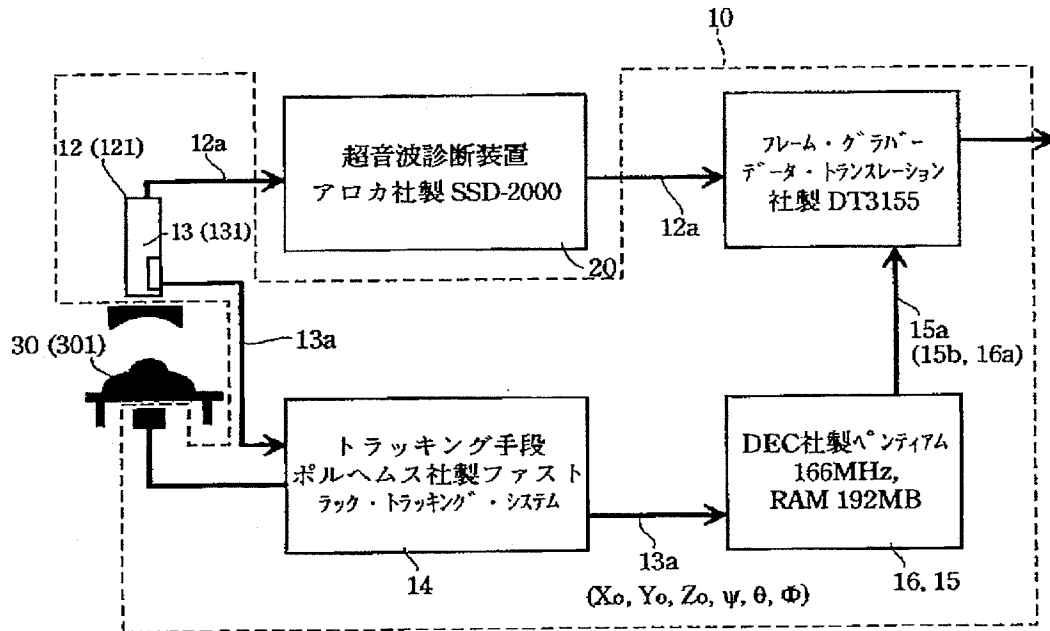 10
12 (121)
12a
超音波診断装置
アロカ社製 SSD-2000
20
12a
フレーム・グラバー
データ・トランスレーション
社製 DT3155
13 (131)
13a
15a
(15b, 16a)
30 (301)
トラッキング手段
ポルヘムス社製ファスト
ラック・トラッキング・システム
14
13a
DEC社製ペンティアム
166MHz,
RAM 192MB
16, 15
(X₀, Y₀, Z₀, ψ, θ, Φ)